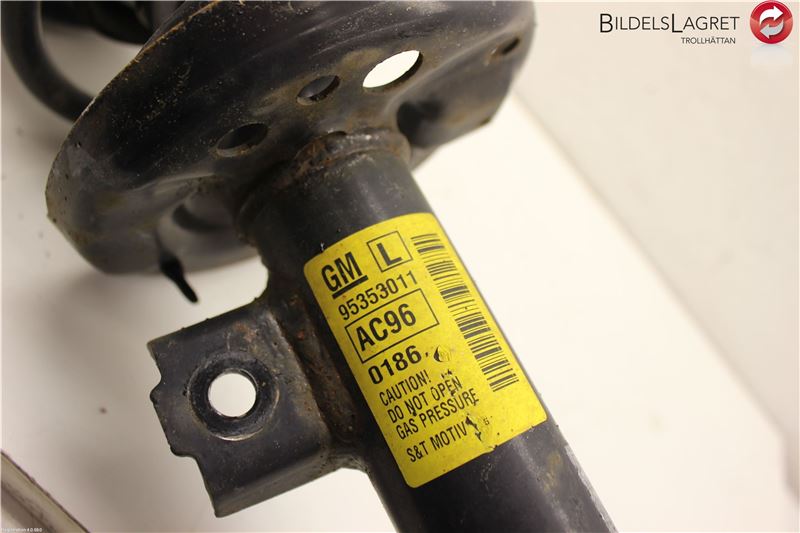 BILDELSLAGRET
TROLLHÄTTAN
GM L
95353011
AC96
0186
CAUTION!
DO NOT OPEN
GAS PRESSURE
S&T MOTIV